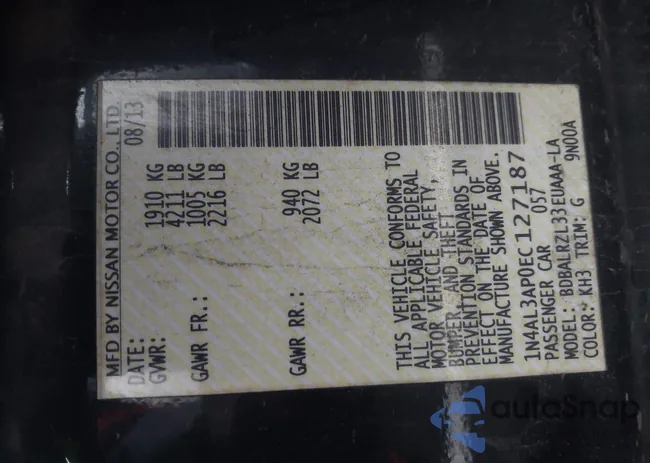 MFD BY NISSAN MOTOR CO., LTD.
DATE: 08/13
GVWR: 1910 KG
4211 LB
GAWR FR.: 1005 KG
2216 LB
GAWR RR.: 940 KG
2072 LB
THIS VEHICLE CONFORMS TO
ALL APPLICABLE FEDERAL
MOTOR VEHICLE SAFETY,
BUMPER, AND THEFT
PREVENTION STANDARDS IN
EFFECT ON THE DATE OF
MANUFACTURE SHOWN ABOVE.
1N4AL3AP0EC127187
PASSENGER CAR 057
MODEL: BDBALRZL33EUAAA-LA
COLOR: KH3 TRIM: G 9N00A
autoSnap